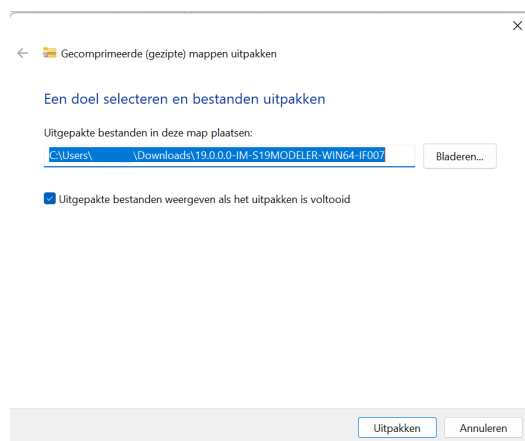 Gecomprimeerde (gezipte) mappen uitpakken
Een doel selecteren en bestanden uitpakken
Uitgepakte bestanden in deze map plaatsen:
C:\Users\ \Downloads\19.0.0.0-IM-S19MODELER-WIN64-IF007
Bladeren...
Uitgepakte bestanden weergeven als het uitpakken is voltooid
Uitpakken
Annuleren